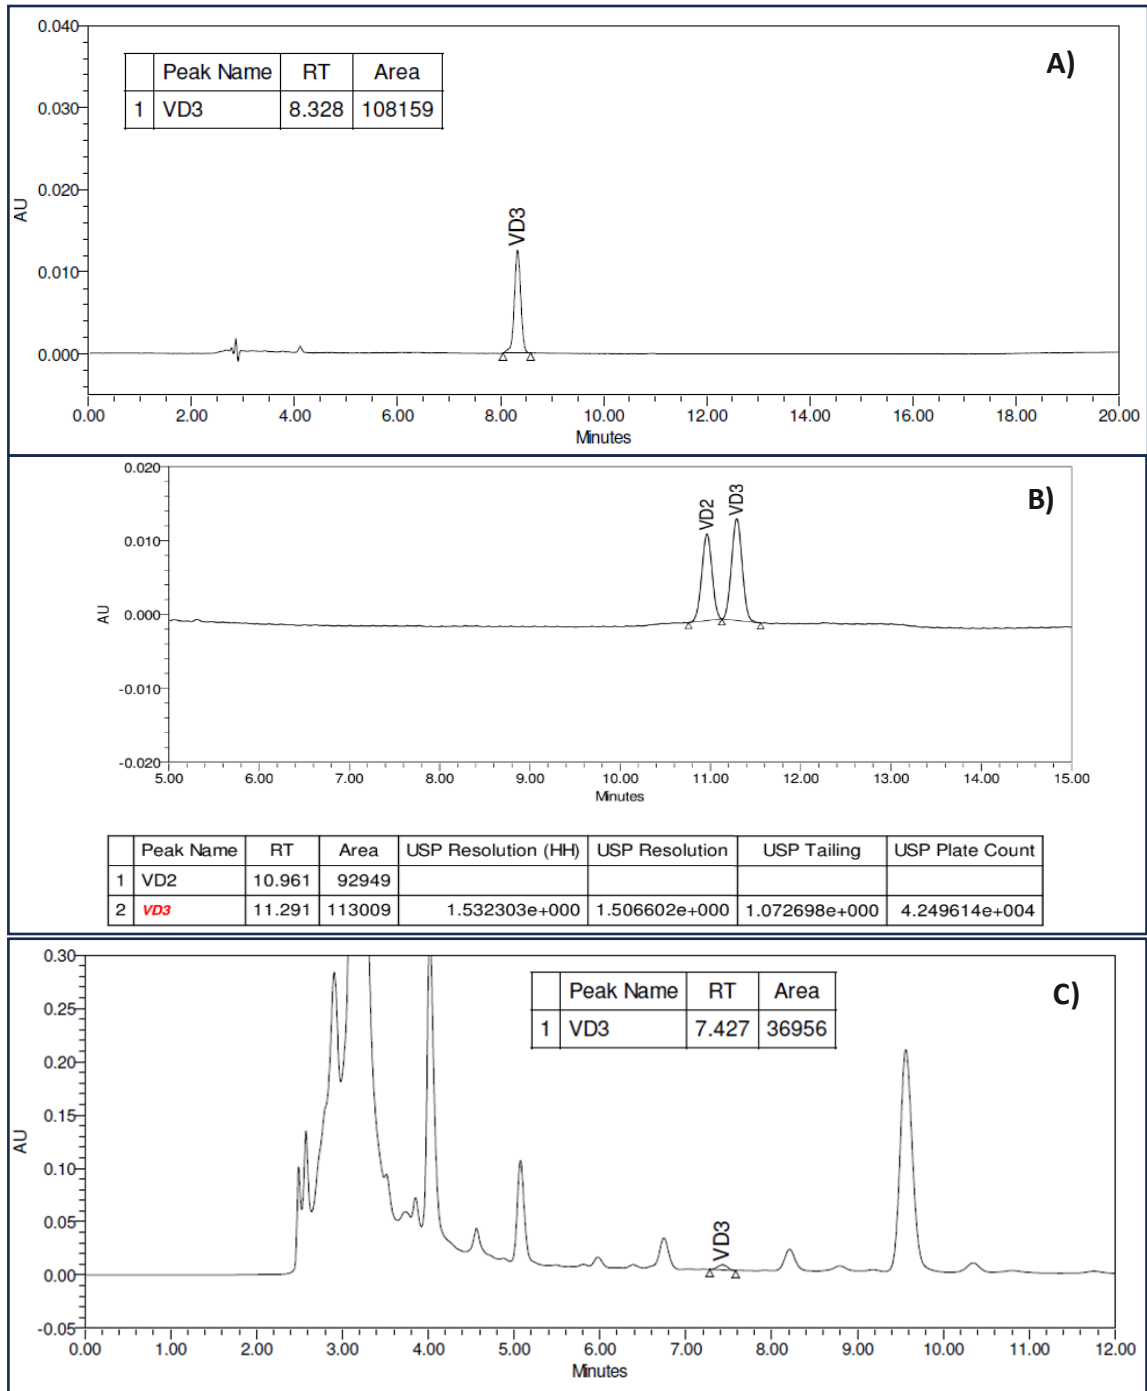 A)
Peak Name RT Area
1 VD3 8.328 108159
0.040
0.030
0.020
0.010
0.000
AU
VD3
0.00 2.00 4.00 6.00 8.00 10.00 12.00 14.00 16.00 18.00 20.00
Minutes
B)
0.020
0.010
0.000
-0.010
-0.020
AU
VD2
VD3
5.00 6.00 7.00 8.00 9.00 10.00 11.00 12.00 13.00 14.00 15.00
Minutes
Peak Name RT Area USP Resolution (HH) USP Resolution USP Tailing USP Plate Count
1 VD2 10.961 92949
2 VD3 11.291 113009 1.532303e+000 1.506602e+000 1.072698e+000 4.249614e+004
C)
Peak Name RT Area
1 VD3 7.427 36956
0.30
0.25
0.20
0.15
0.10
0.05
0.00
-0.05
AU
VD3
0.00 1.00 2.00 3.00 4.00 5.00 6.00 7.00 8.00 9.00 10.00 11.00 12.00
Minutes